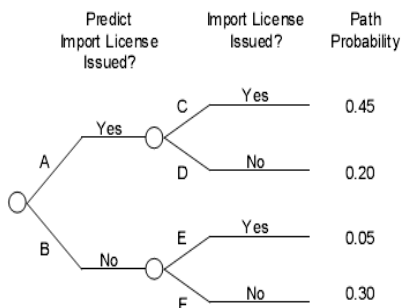 Predict Import License Issued?
Import License Issued?
Path Probability
A
Yes
C
Yes
0.45
D
No
0.20
B
No
E
Yes
0.05
F
No
0.30